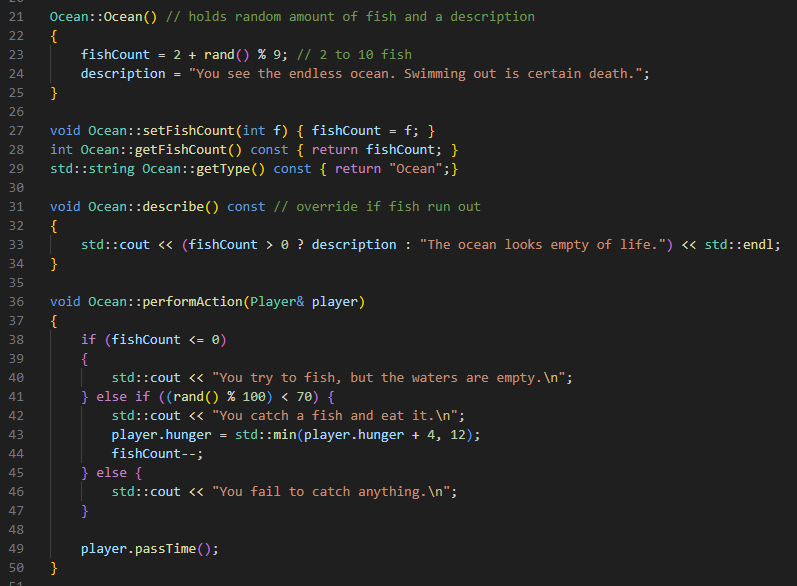 21 Ocean::Ocean() // holds random amount of fish and a description
22 {
23     fishCount = 2 + rand() % 9; // 2 to 10 fish
24     description = "You see the endless ocean. Swimming out is certain death.";
25 }
26
27 void Ocean::setFishCount(int f) { fishCount = f; }
28 int Ocean::getFishCount() const { return fishCount; }
29 std::string Ocean::getType() const { return "Ocean";}
30
31 void Ocean::describe() const // override if fish run out
32 {
33     std::cout << (fishCount > 0 ? description : "The ocean looks empty of life.") << std::endl;
34 }
35
36 void Ocean::performAction(Player& player)
37 {
38     if (fishCount <= 0)
39     {
40         std::cout << "You try to fish, but the waters are empty.\n";
41     } else if ((rand() % 100) < 70) {
42         std::cout << "You catch a fish and eat it.\n";
43         player.hunger = std::min(player.hunger + 4, 12);
44         fishCount--;
45     } else {
46         std::cout << "You fail to catch anything.\n";
47     }
48
49     player.passTime();
50 }